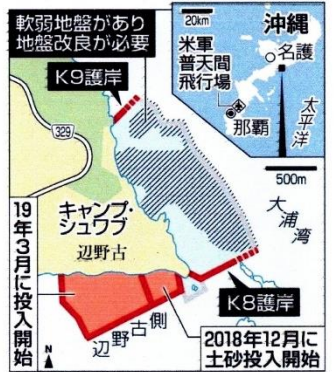 軟弱地盤があり
地盤改良が必要
K9護岸
20km
沖縄
名護
米軍
普天間
飛行場
那覇
太平洋
329
500m
大浦湾
キャンプ・
シュワブ
辺野古
19年3月に投入開始
K8護岸
辺野古側
2018年12月に
土砂投入開始
N